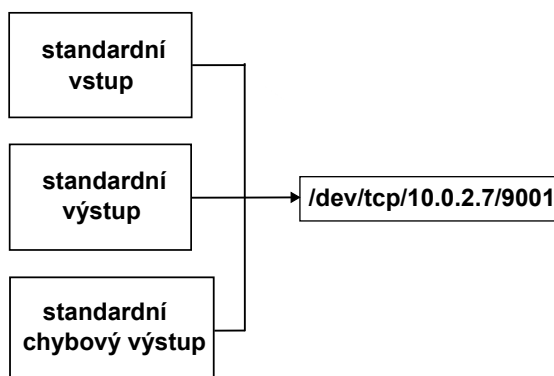 standardní
vstup
standardní
výstup
/dev/tcp/10.0.2.7/9001
standardní
chybový výstup